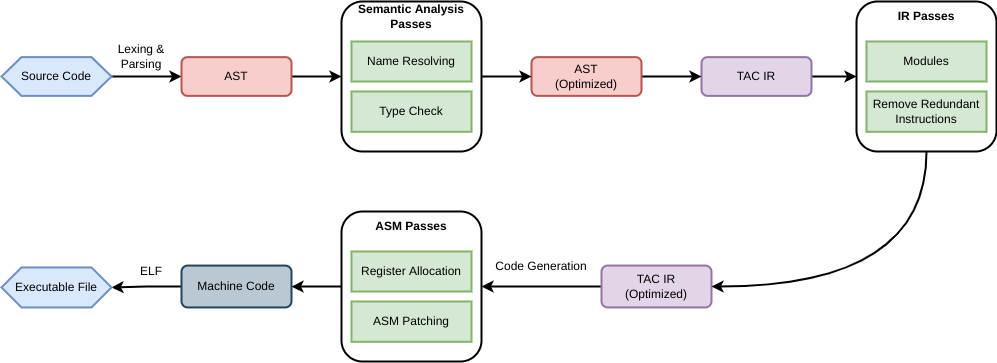 Source Code
Lexing &
Parsing
AST
Semantic Analysis
Passes
Name Resolving
Type Check
AST
(Optimized)
TAC IR
IR Passes
Modules
Remove Redundant
Instructions
Executable File
ELF
Machine Code
ASM Passes
Register Allocation
ASM Patching
Code Generation
TAC IR
(Optimized)